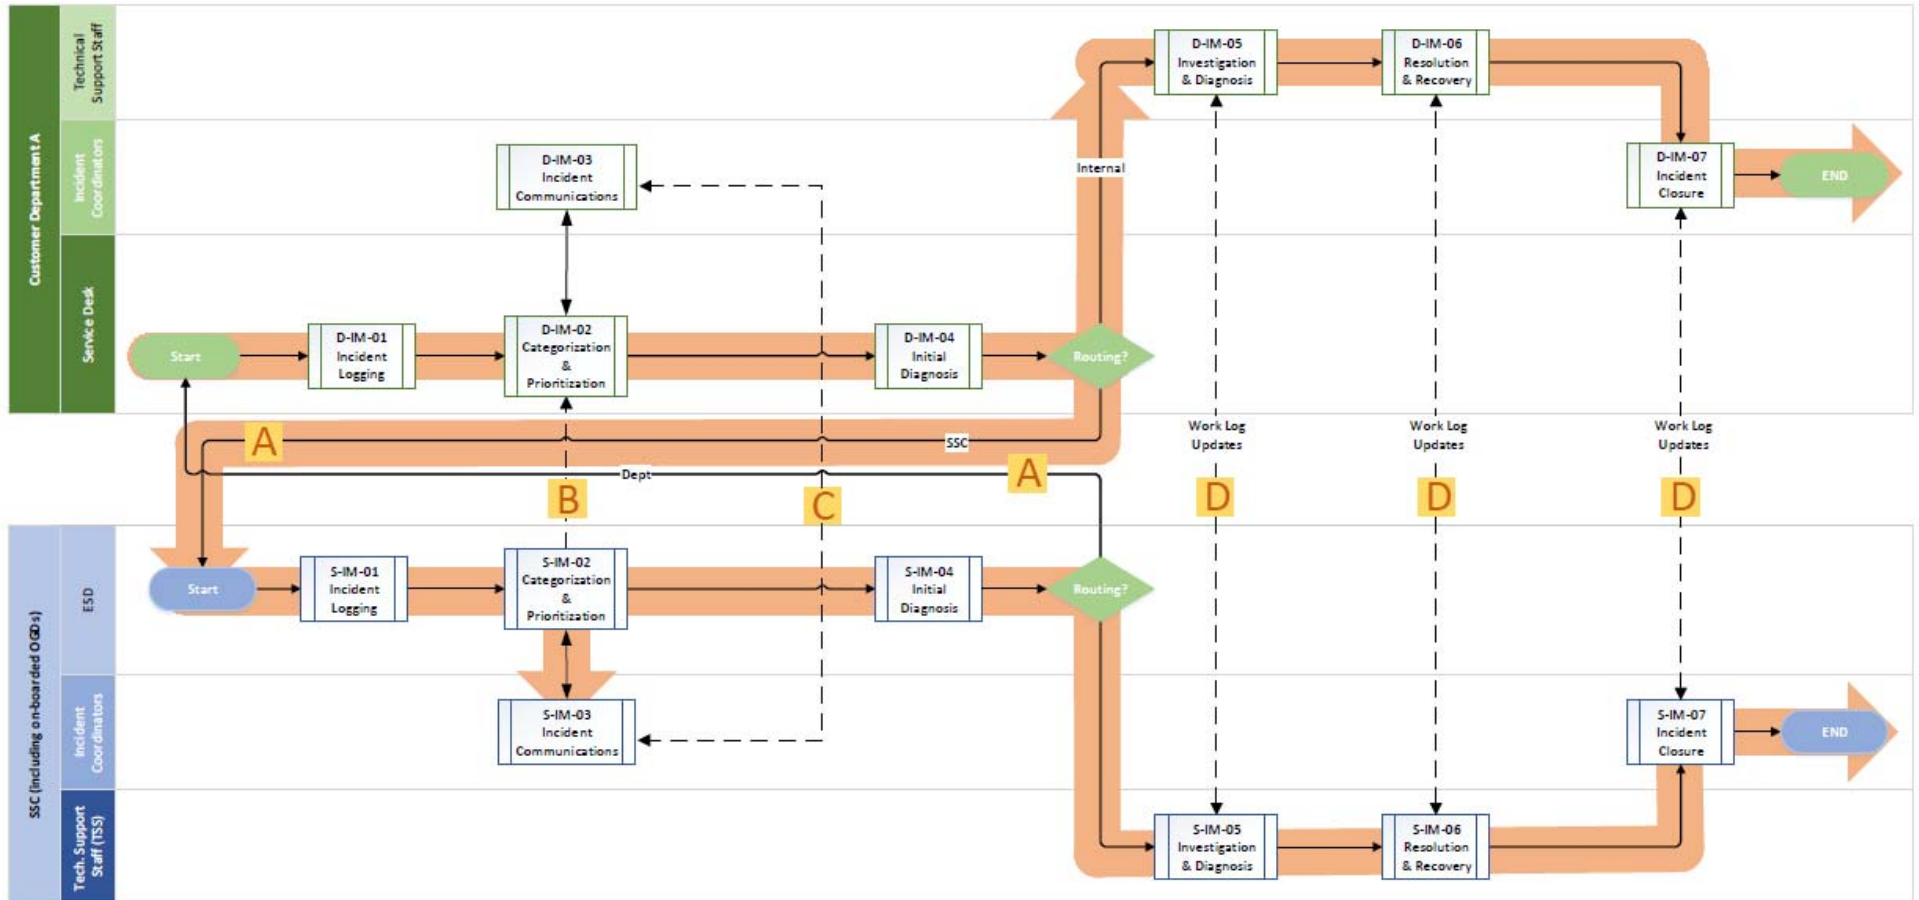 Customer Department A
Technical
Support Staff
Incident
Coordinators
Service Desk
D-IM-05
Investigation
& Diagnosis
D-IM-06
Resolution
& Recovery
D-IM-03
Incident
Communications
Internal
D-IM-07
Incident
Closure
END
Start
D-IM-01
Incident
Logging
D-IM-02
Categorization
&
Prioritization
D-IM-04
Initial
Diagnosis
Routing?
A
SSC
Dept
A
B
C
Work Log
Updates
D
Work Log
Updates
D
Work Log
Updates
D
SSC (including on-boarded OGDs)
ESD
Incident
Coordinators
Tech. Support
Staff (TSS)
Start
S-IM-01
Incident
Logging
S-IM-02
Categorization
&
Prioritization
S-IM-04
Initial
Diagnosis
Routing?
S-IM-03
Incident
Communications
S-IM-07
Incident
Closure
END
S-IM-05
Investigation
& Diagnosis
S-IM-06
Resolution
& Recovery